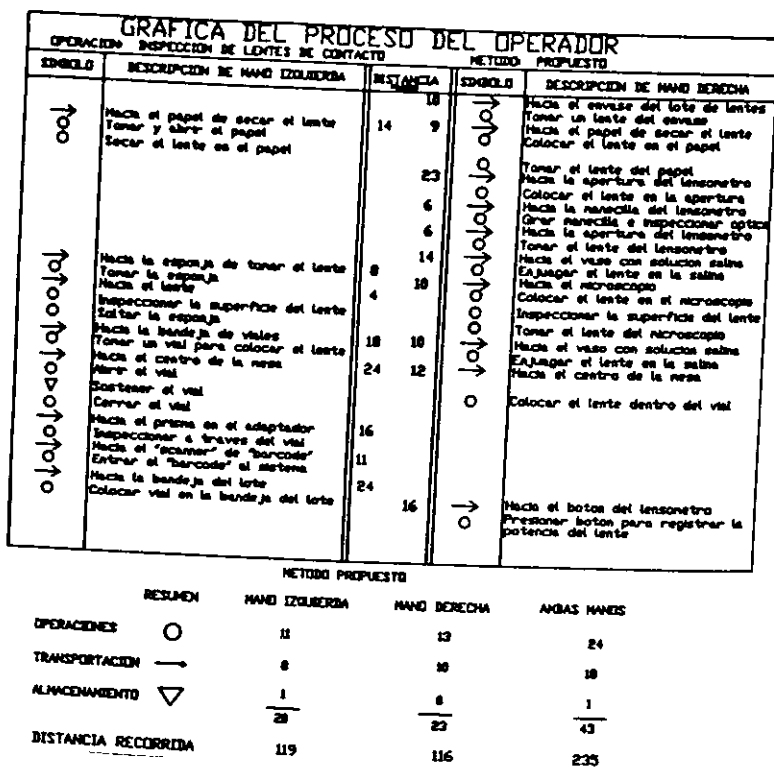 GRAFICA DEL PROCESO DEL OPERADOR
OPERACION: INSPECCION DE LENTES DE CONTACTO
METODO: PROPUESTO
SIMBOLO
DESCRIPCION DE MANO IZQUIERDA
DISTANCIA
SIMBOLO
DESCRIPCION DE MANO DERECHA
18 Hacia el envase del lote de lentes
Tomar un lente del envase
Hacia el papel de secar el lente 14 9 Hacia el papel de secar el lente
Tomar y abrir el papel Colocar el lente en el papel
Secar el lente en el papel
Tomar el lente del papel
23 Hacia la apertura del lensometro
Colocar el lente en la apertura
6 Hacia la manecilla del lensometro
Girar manecilla e inspeccionar optica
6 Hacia la apertura del lensometro
Tomar el lente del lensometro
Hacia la esponja de tomar el lente 8 14 Hacia el vaso con solucion salina
Tomar la esponja Enjuagar el lente en la salina
Hacia el lente 4 10 Hacia el microscopio
Colocar el lente en el microscopio
Inspeccionar la superficie del lente Inspeccionar la superficie del lente
Soltar la esponja Tomar el lente del microscopio
Hacia la bandeja de viales 18 10 Hacia el vaso con solucion salina
Tomar un vial para colocar el lente Enjuagar el lente en la salina
Hacia el centro de la mesa 24 12 Hacia el centro de la mesa
Abrir el vial
Sostener el vial Colocar el lente dentro del vial
Cerrar el vial
Hacia el prisma en el adaptador 16
Inspeccionar a traves del vial
Hacia el "scanner" de "barcode" 11
Entrar el "barcode" al sistema
Hacia la bandeja del lote 24
Colocar vial en la bandeja del lote
16 Hacia el boton del lensometro
Presionar boton para registrar la
potencia del lente
METODO PROPUESTO
RESUMEN MANO IZQUIERDA MANO DERECHA AMBAS MANOS
OPERACIONES 11 13 24
TRANSPORTACION 8 10 18
ALMACENAMIENTO 1 0 1
20 23 43
DISTANCIA RECORRIDA 119 116 235